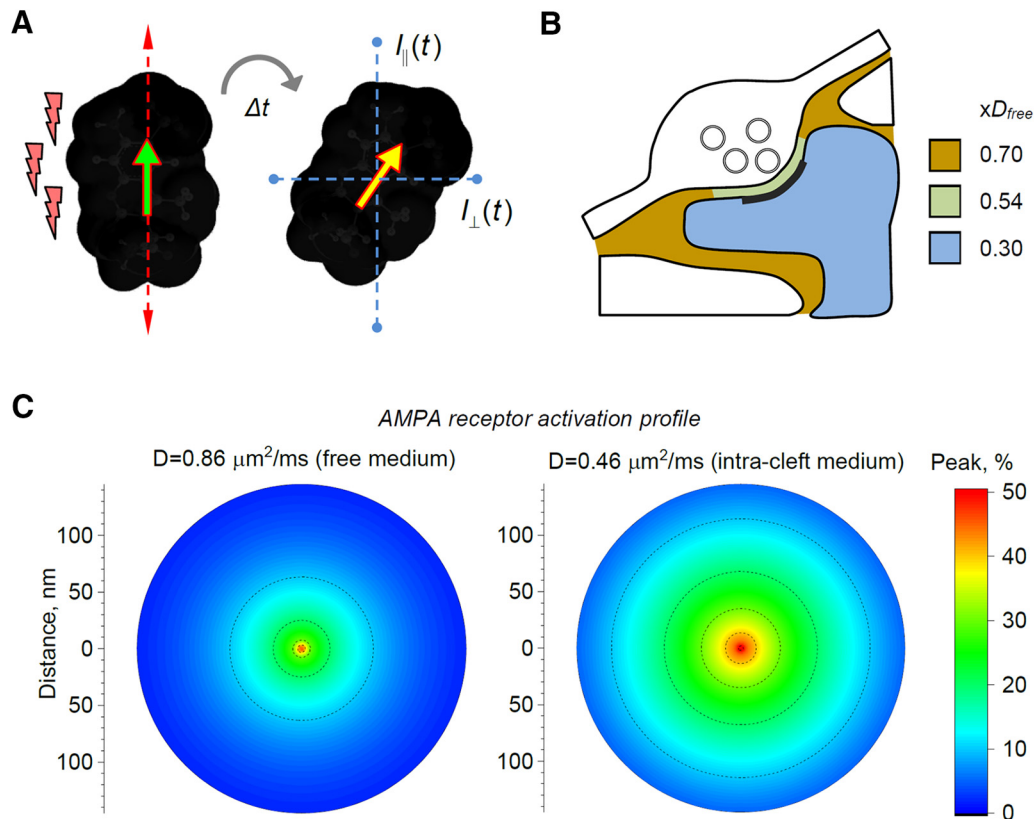 A
I∥(t)
Δt
I⊥(t)
B
xD_free
0.70
0.54
0.30
C
AMPA receptor activation profile
D=0.86 μm²/ms (free medium)
D=0.46 μm²/ms (intra-cleft medium)
Peak, %
Distance, nm
100
50
0
50
100
100
50
0
50
100
50
40
30
20
10
0